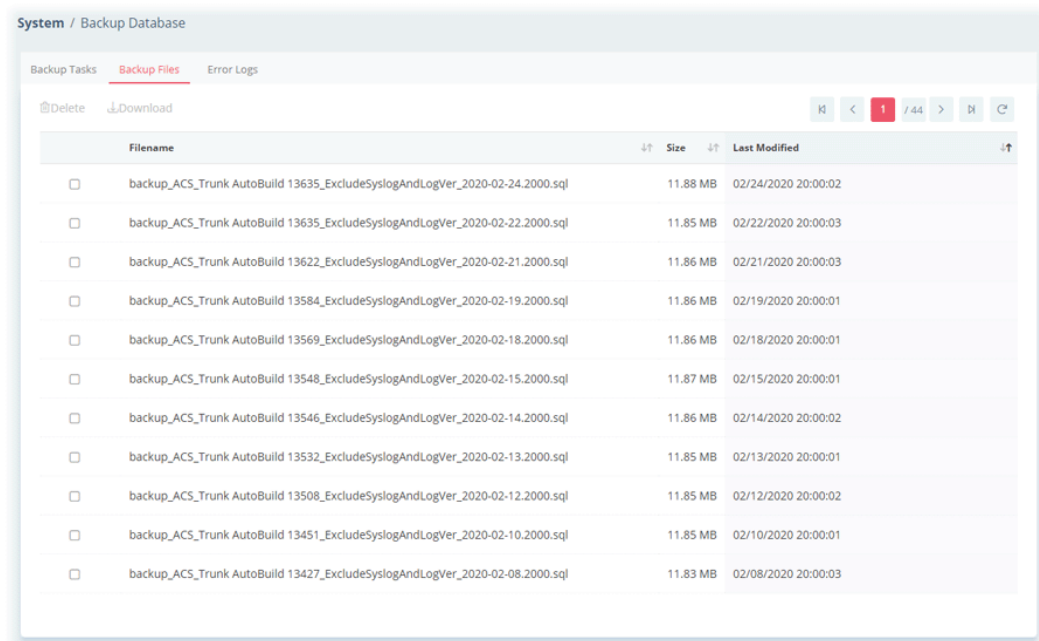 System / Backup Database
Backup Tasks Backup Files Error Logs
Delete Download 1 / 44
Filename Size Last Modified
backup_ACS_Trunk AutoBuild 13635_ExcludeSyslogAndLogVer_2020-02-24.2000.sql 11.88 MB 02/24/2020 20:00:02
backup_ACS_Trunk AutoBuild 13635_ExcludeSyslogAndLogVer_2020-02-22.2000.sql 11.85 MB 02/22/2020 20:00:03
backup_ACS_Trunk AutoBuild 13622_ExcludeSyslogAndLogVer_2020-02-21.2000.sql 11.86 MB 02/21/2020 20:00:03
backup_ACS_Trunk AutoBuild 13584_ExcludeSyslogAndLogVer_2020-02-19.2000.sql 11.86 MB 02/19/2020 20:00:01
backup_ACS_Trunk AutoBuild 13569_ExcludeSyslogAndLogVer_2020-02-18.2000.sql 11.86 MB 02/18/2020 20:00:01
backup_ACS_Trunk AutoBuild 13548_ExcludeSyslogAndLogVer_2020-02-15.2000.sql 11.87 MB 02/15/2020 20:00:01
backup_ACS_Trunk AutoBuild 13546_ExcludeSyslogAndLogVer_2020-02-14.2000.sql 11.86 MB 02/14/2020 20:00:02
backup_ACS_Trunk AutoBuild 13532_ExcludeSyslogAndLogVer_2020-02-13.2000.sql 11.85 MB 02/13/2020 20:00:01
backup_ACS_Trunk AutoBuild 13508_ExcludeSyslogAndLogVer_2020-02-12.2000.sql 11.85 MB 02/12/2020 20:00:02
backup_ACS_Trunk AutoBuild 13451_ExcludeSyslogAndLogVer_2020-02-10.2000.sql 11.85 MB 02/10/2020 20:00:01
backup_ACS_Trunk AutoBuild 13427_ExcludeSyslogAndLogVer_2020-02-08.2000.sql 11.83 MB 02/08/2020 20:00:03